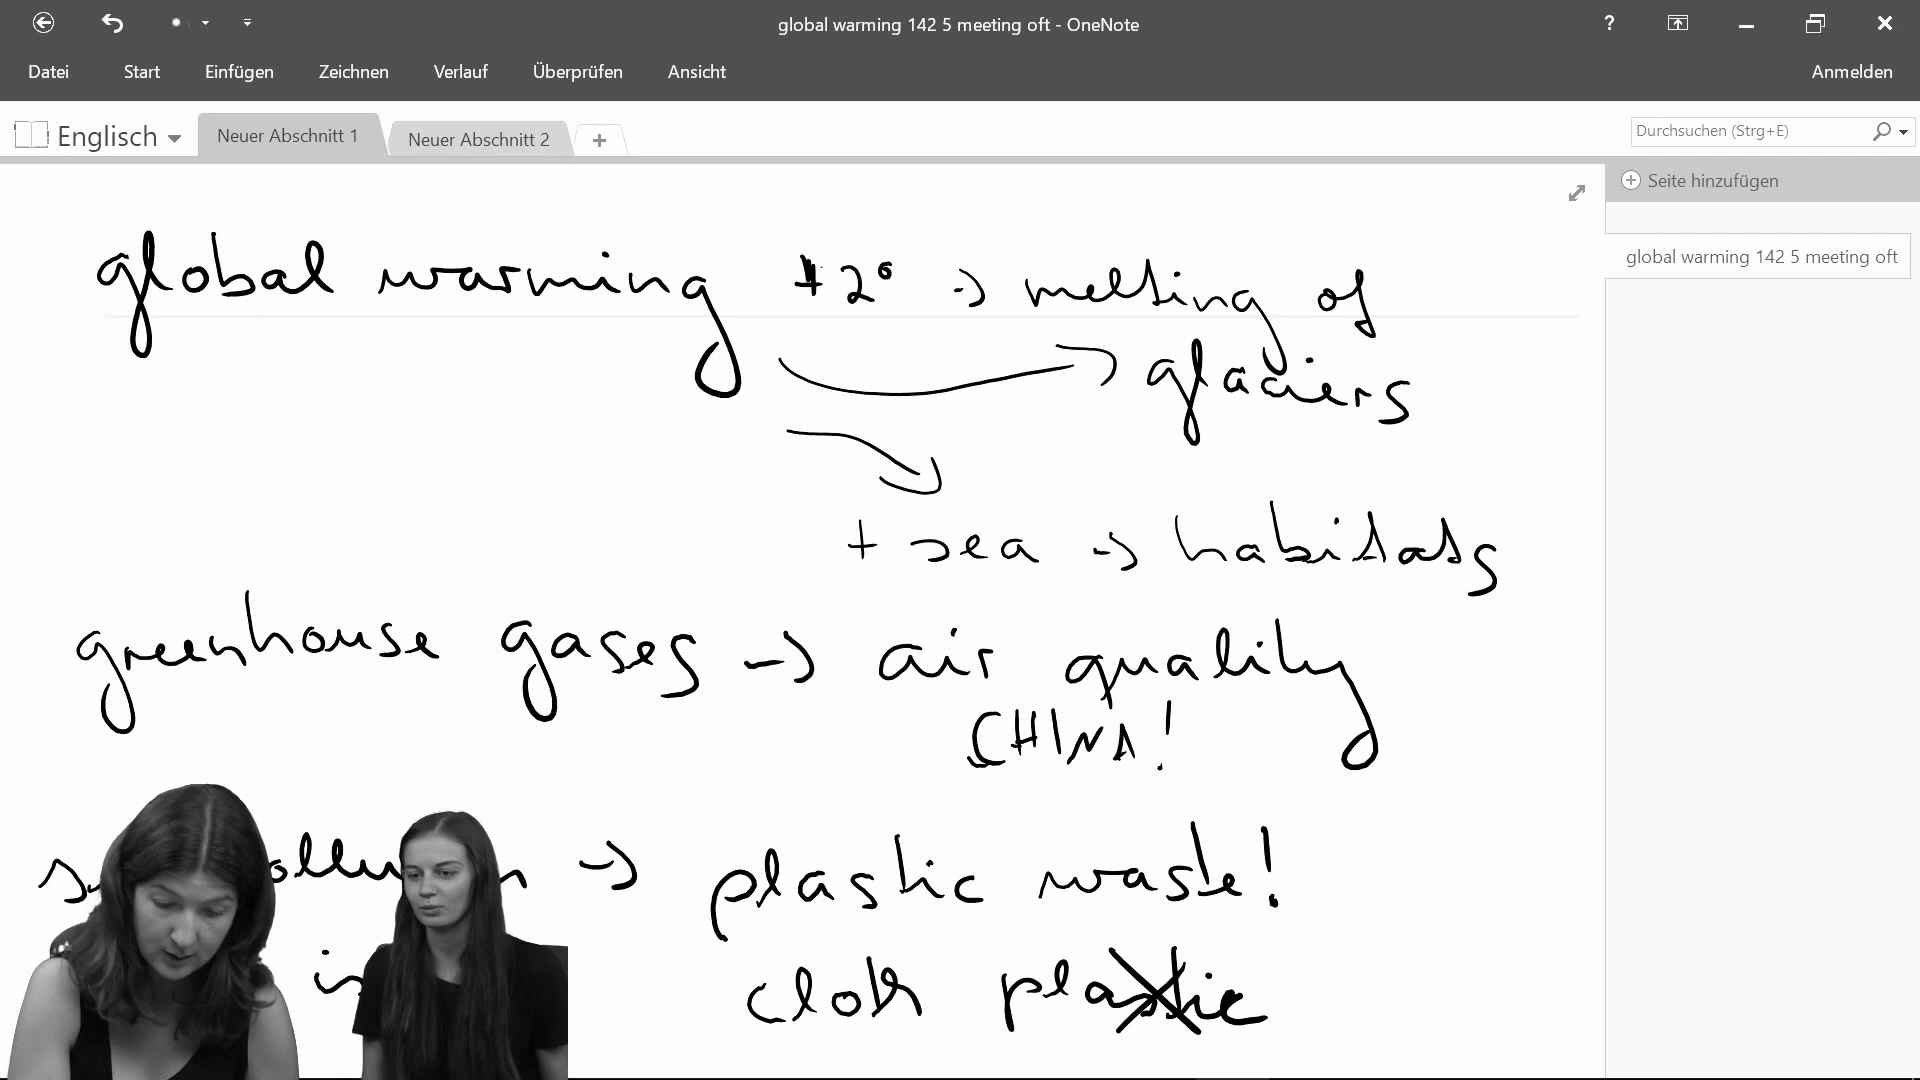 global warming 142 5 meeting oft - OneNote
?
Datei Start Einfügen Zeichnen Verlauf Überprüfen Ansicht Anmelden
Englisch Neuer Abschnitt 1 Neuer Abschnitt 2 +
Durchsuchen (Strg+E)
Seite hinzufügen
global warming 142 5 meeting oft
global warming +2° → melting of
glaciers
+ sea → habitats
greenhouse gases → air quality
CHINA!
→ plastic waste!
cloth plastic